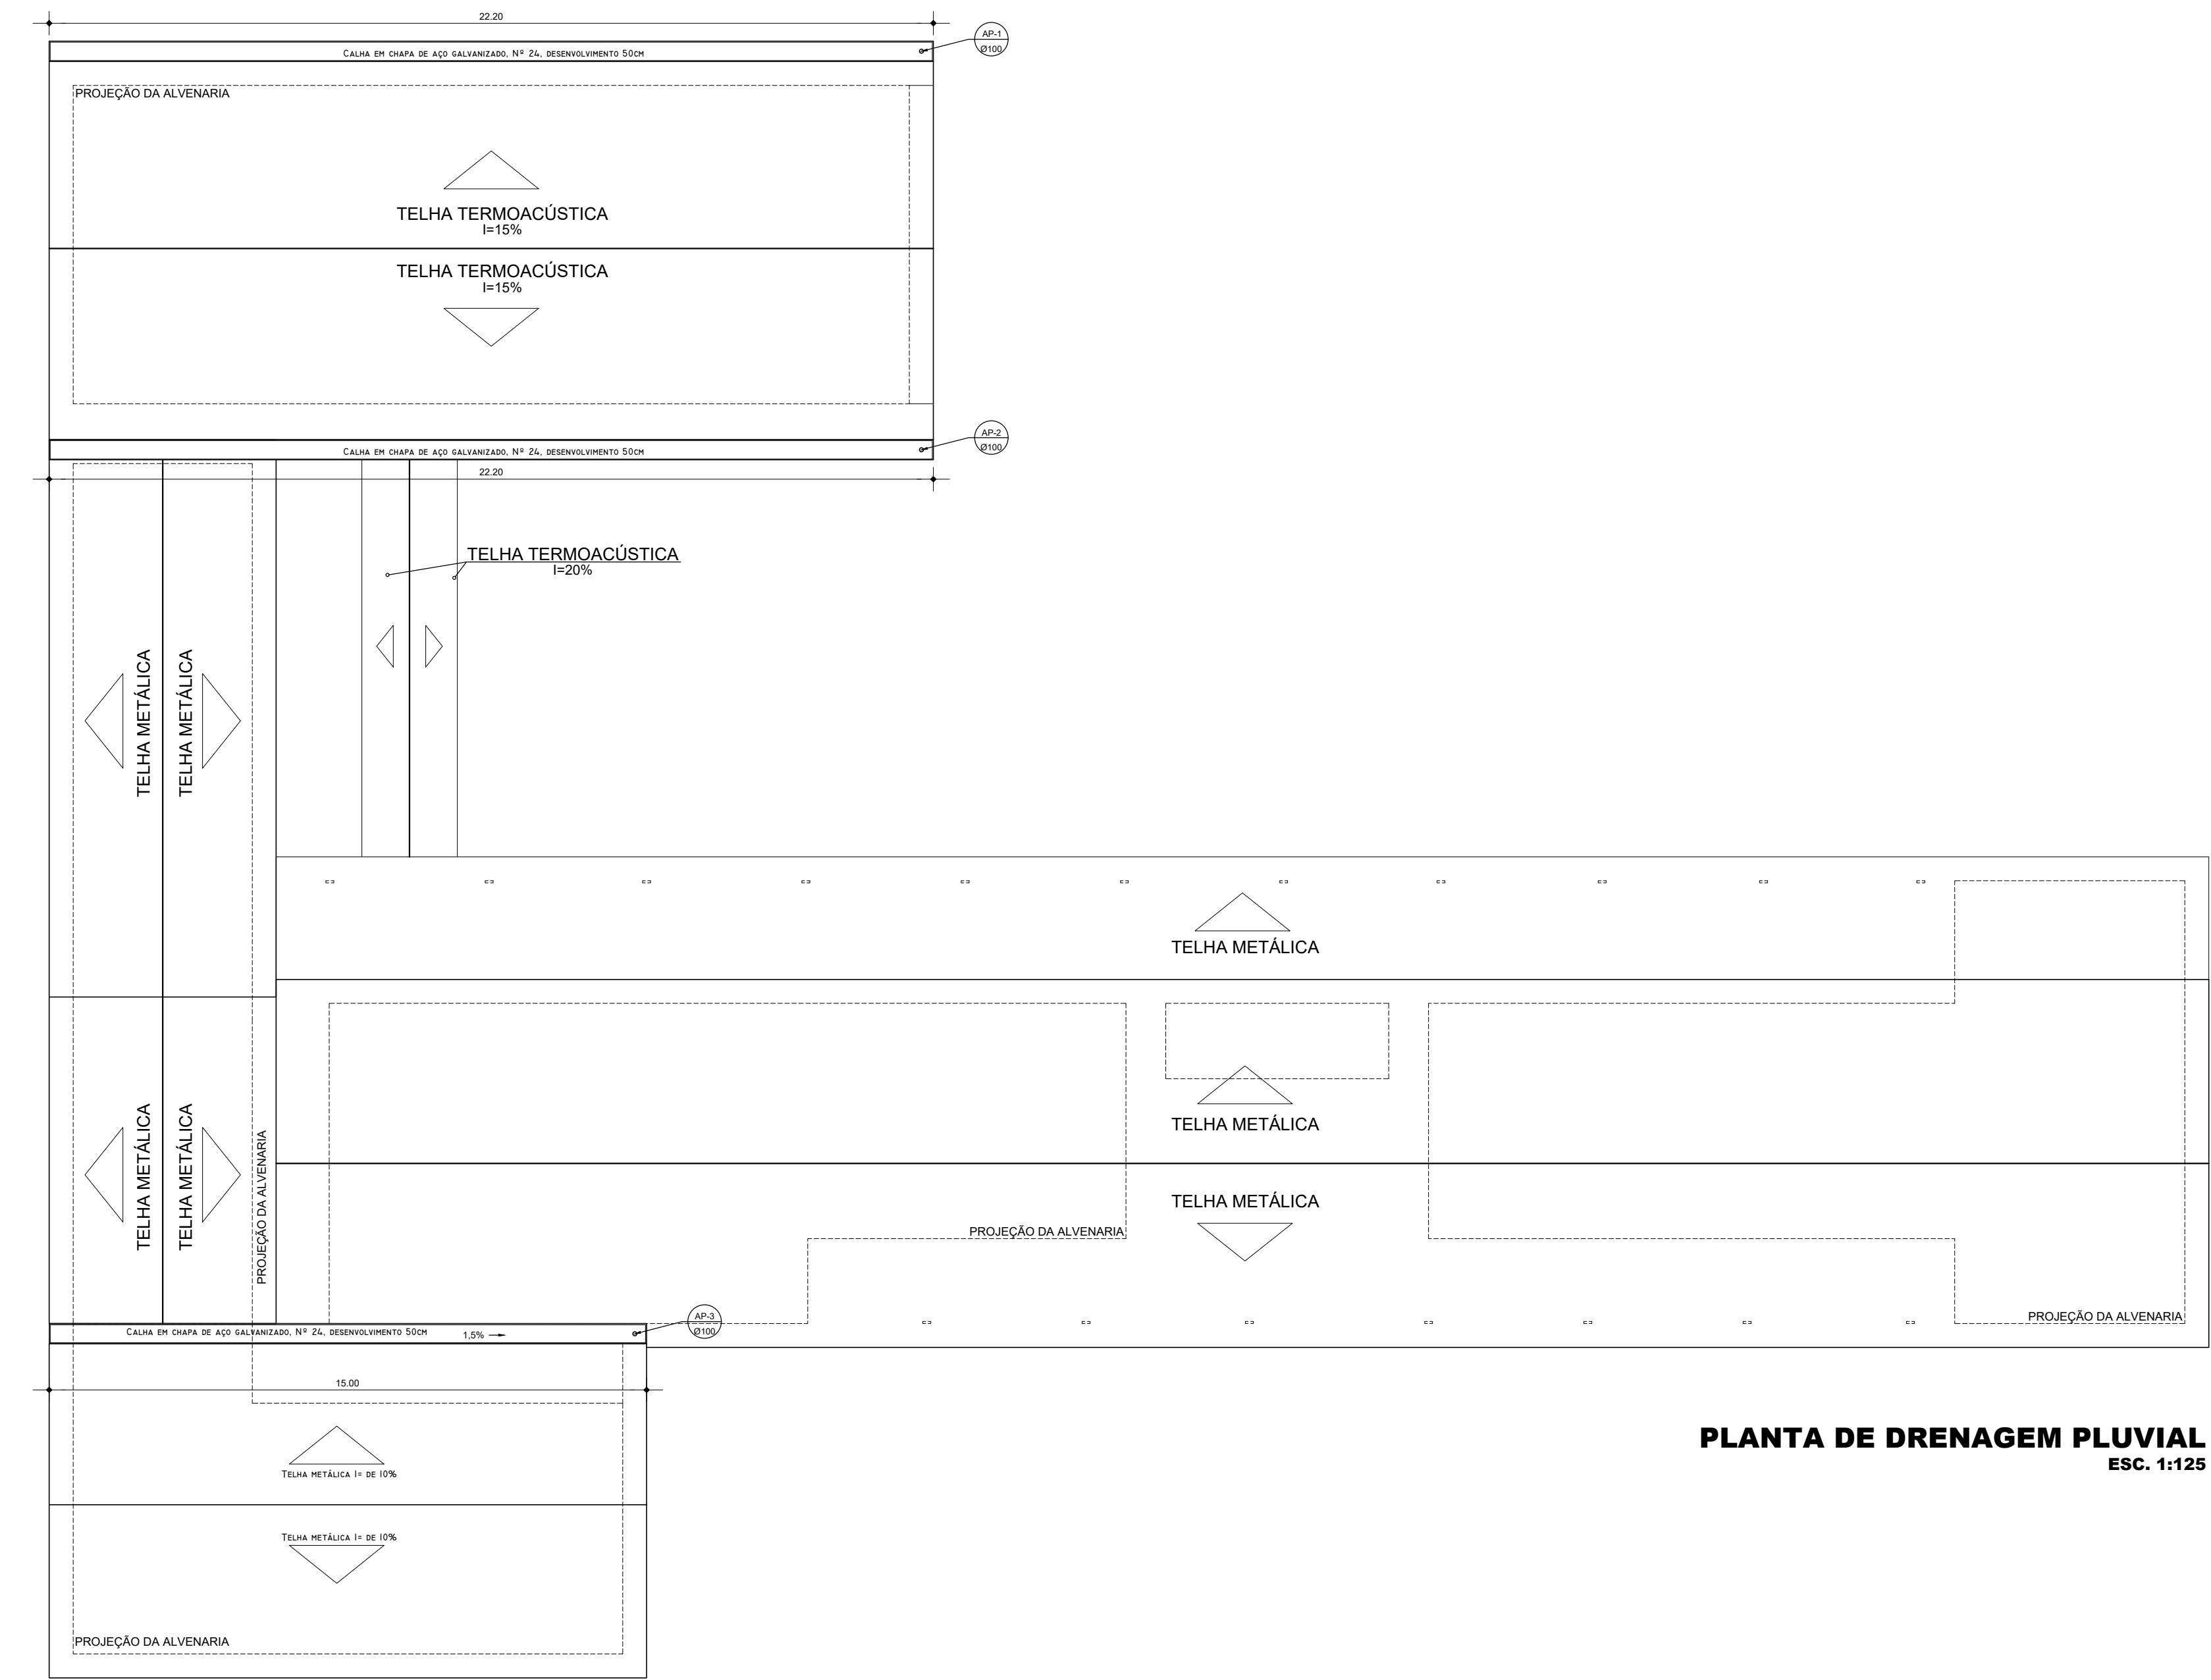 22.20
AP-1
Ø100
CALHA EM CHAPA DE AÇO GALVANIZADO, Nº 24, DESENVOLVIMENTO 50CM
PROJEÇÃO DA ALVENARIA
TELHA TERMOACÚSTICA
I=15%
TELHA TERMOACÚSTICA
I=15%
AP-2
Ø100
CALHA EM CHAPA DE AÇO GALVANIZADO, Nº 24, DESENVOLVIMENTO 50CM
22.20
TELHA TERMOACÚSTICA
I=20%
TELHA METÁLICA
TELHA METÁLICA
TELHA METÁLICA
TELHA METÁLICA
TELHA METÁLICA
TELHA METÁLICA
PROJEÇÃO DA ALVENARIA
TELHA METÁLICA
PROJEÇÃO DA ALVENARIA
AP-3
Ø100
PROJEÇÃO DA ALVENARIA
CALHA EM CHAPA DE AÇO GALVANIZADO, Nº 24, DESENVOLVIMENTO 50CM
1,5%
15.00
PLANTA DE DRENAGEM PLUVIAL
ESC. 1:125
TELHA METÁLICA I= DE 10%
TELHA METÁLICA I= DE 10%
PROJEÇÃO DA ALVENARIA